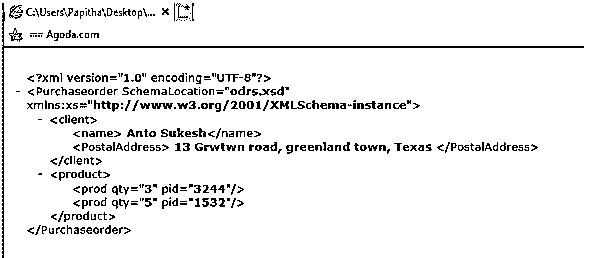 C:\Users\Papitha\Desktop\...
Agoda.com
<?xml version="1.0" encoding="UTF-8"?>
- <Purchaseorder SchemaLocation="odrs.xsd"
xmlns:xs="http://www.w3.org/2001/XMLSchema-instance">
- <client>
<name> Anto Sukesh</name>
<PostalAddress> 13 Grwtwn road, greenland town, Texas </PostalAddress>
</client>
- <product>
<prod qty="3" pid="3244"/>
<prod qty="5" pid="1532"/>
</product>
</Purchaseorder>